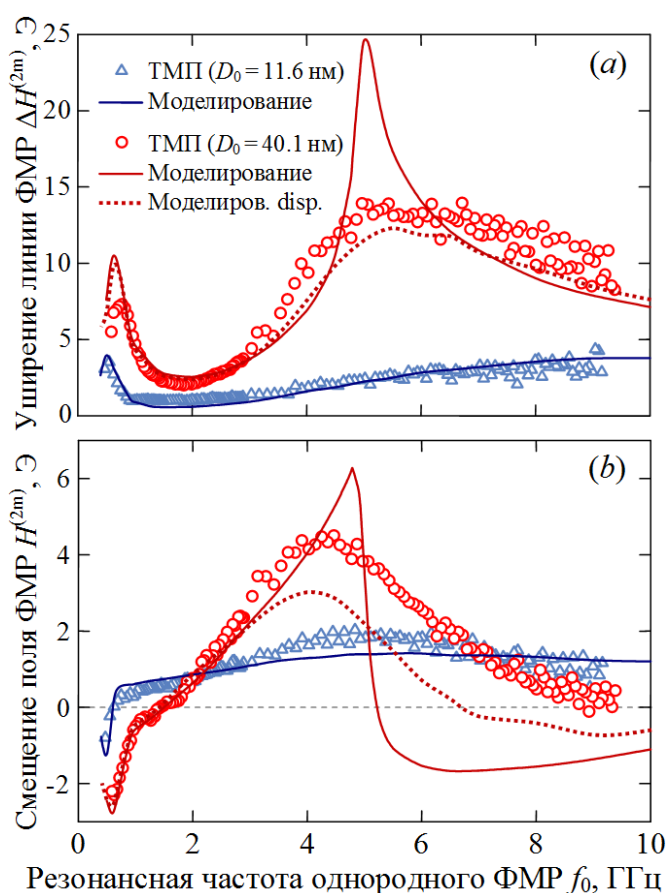 Уширение линии ФМР ΔH^(2m), Э
25
20
15
10
5
0
(a)
ТМП (D₀ = 11.6 нм)
Моделирование
ТМП (D₀ = 40.1 нм)
Моделирование
Моделиров. disp.
Смещение поля ФМР H^(2m), Э
6
4
2
0
-2
(b)
0 2 4 6 8 10
Резонансная частота однородного ФМР f₀, ГГц